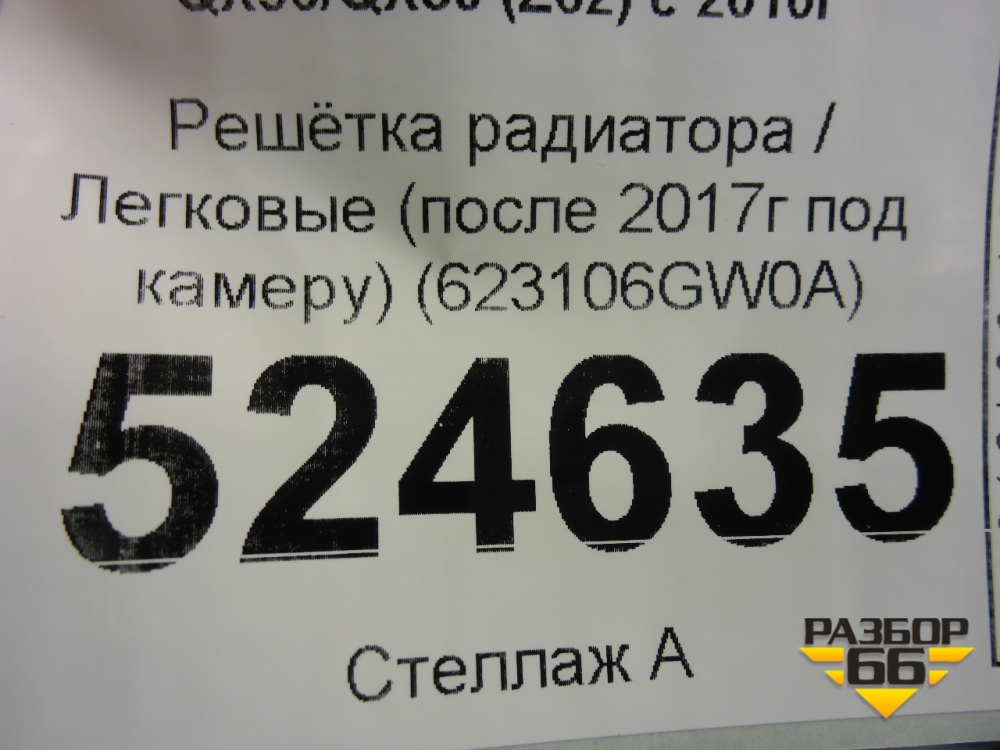 Решётка радиатора /
Легковые (после 2017г под
камеру) (623106GW0A)
524635
Стеллаж А
РАЗБОР
66